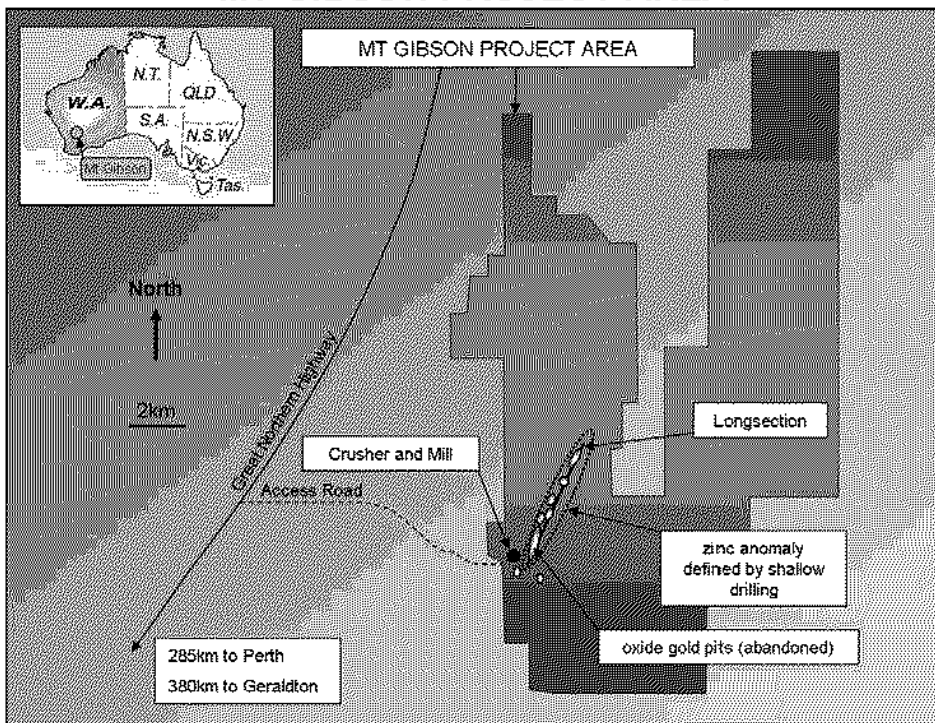 MT GIBSON PROJECT AREA
N.T.
QLD
W.A.
S.A.
N.S.W
Vic.
Tas.
Mt Gibson
North
2km
Great Northern Highway
Access Road
Crusher and Mill
Longsection
zinc anomaly
defined by shallow
drilling
oxide gold pits (abandoned)
285km to Perth
380km to Geraldton